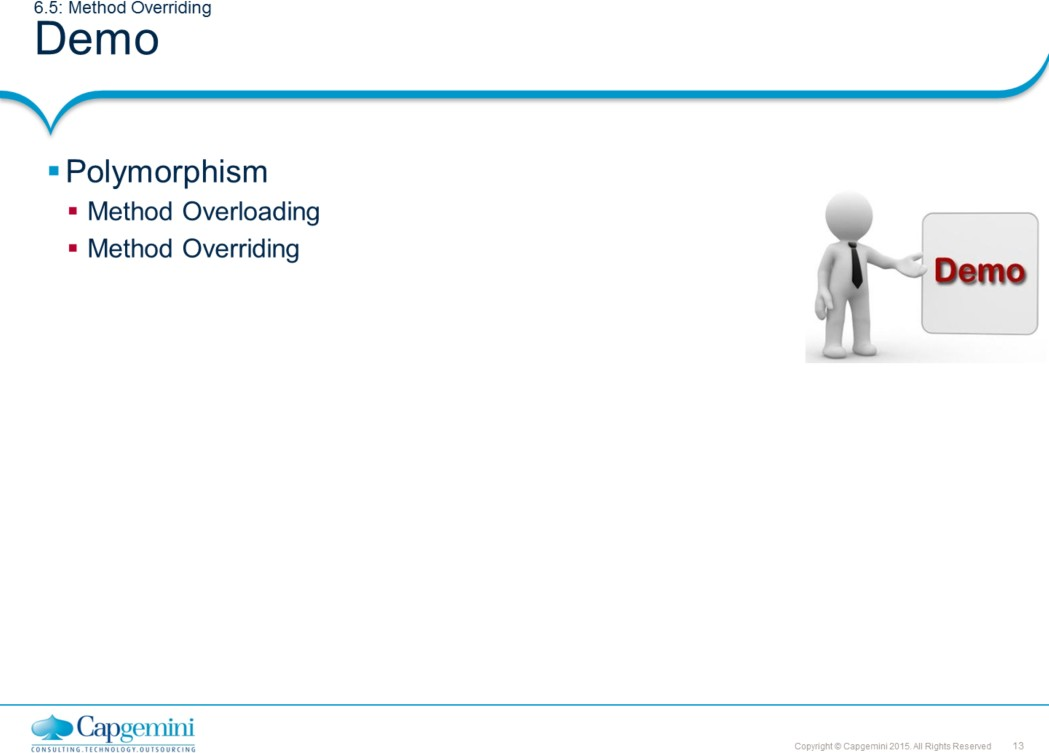 6.5: Method Overriding
Demo
Polymorphism
Method Overloading
Method Overriding
Demo
Capgemini
CONSULTING.TECHNOLOGY.OUTSOURCING
Copyright © Capgemini 2015. All Rights Reserved 13